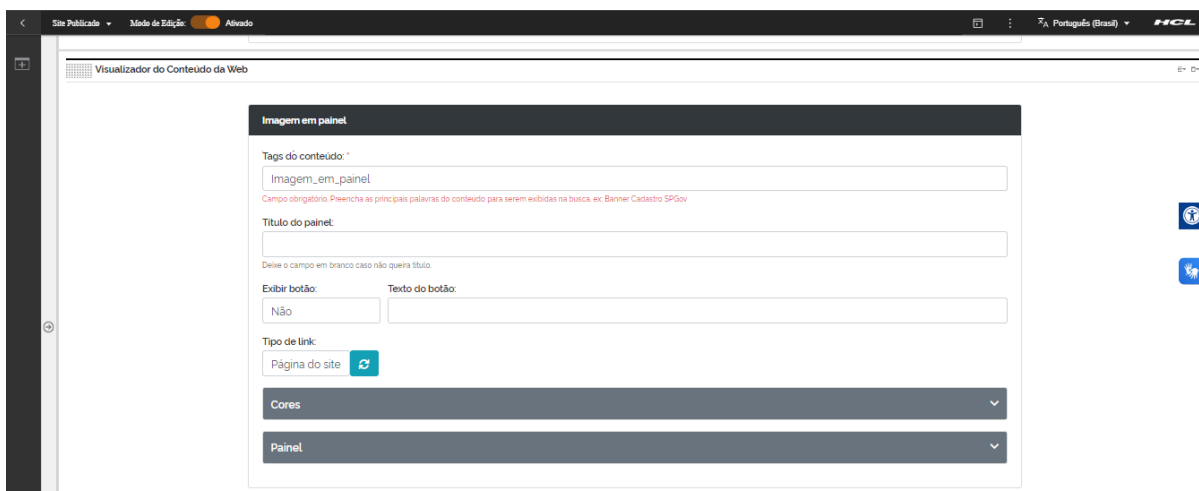 Site Publicado Modo de Edição: Ativado Português (Brasil) HCL
Visualizador do Conteúdo da Web
Imagem em painel
Tags do conteúdo: *
Imagem_em_painel
Campo obrigatório. Preencha as principais palavras do conteúdo para serem exibidas na busca. ex: Banner Cadastro SPGov
Título do painel:
Deixe o campo em branco caso não queira título.
Exibir botão: Texto do botão:
Não
Tipo de link:
Página do site
Cores
Painel